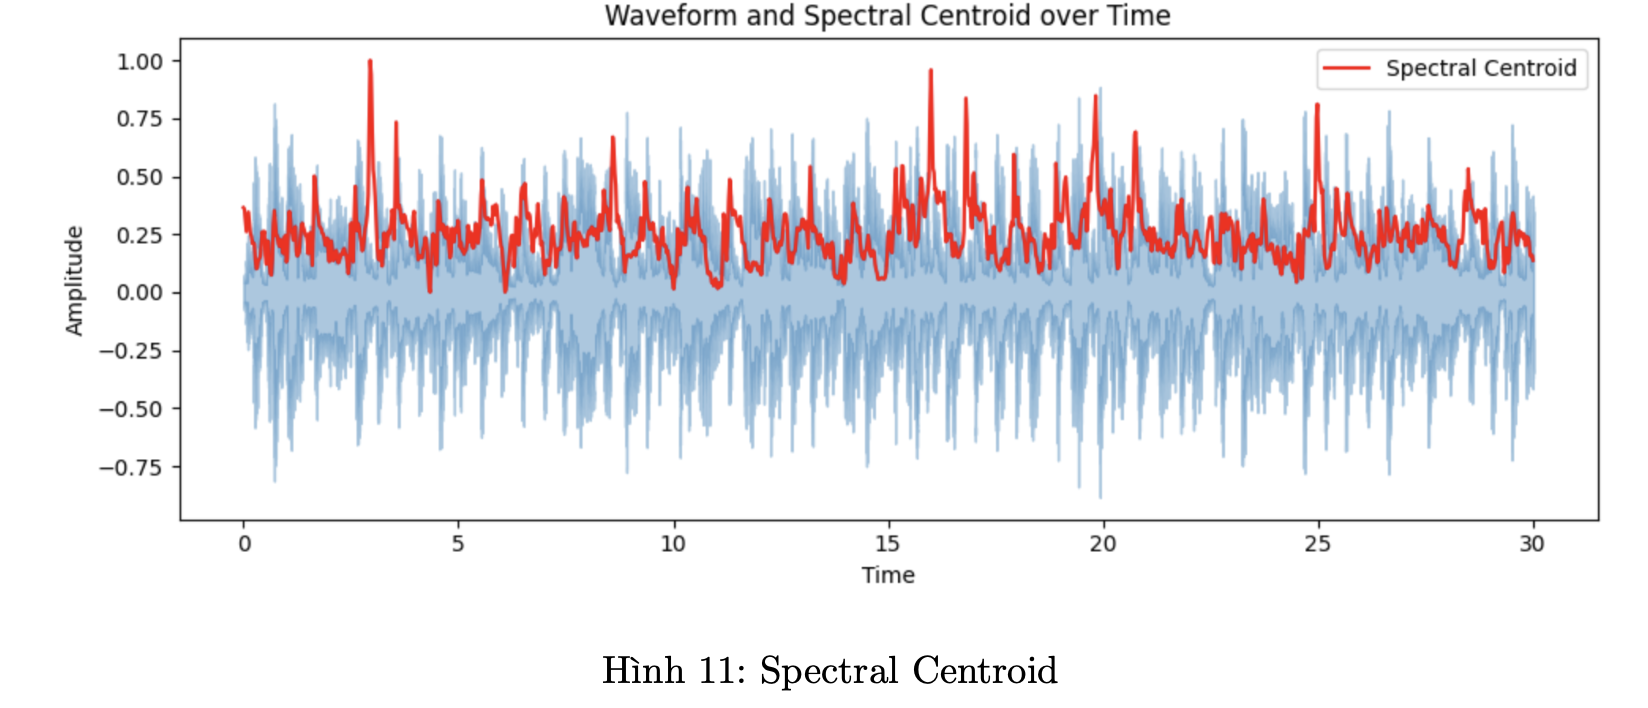 Waveform and Spectral Centroid over Time
Spectral Centroid
1.00
0.75
0.50
0.25
0.00
−0.25
−0.50
−0.75
Amplitude
0 5 10 15 20 25 30
Time
Hình 11: Spectral Centroid